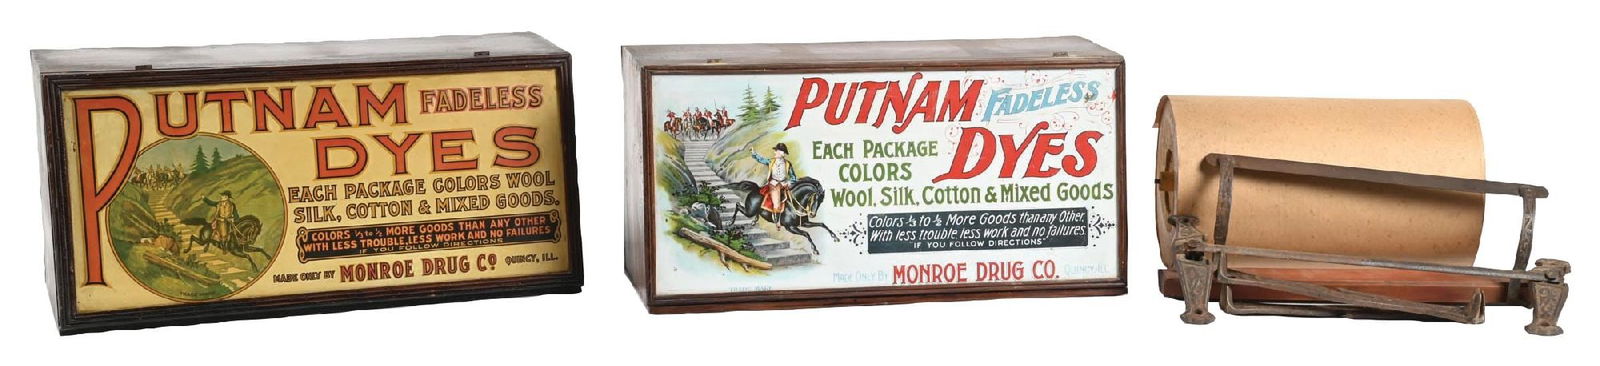 PUTNAM FADELESS
DYES
EACH PACKAGE COLORS WOOL
SILK, COTTON & MIXED GOODS.
COLORS ⅓ to ½ MORE GOODS THAN ANY OTHER
WITH LESS TROUBLE, LESS WORK AND NO FAILURES
IF YOU FOLLOW DIRECTIONS
MADE ONLY BY MONROE DRUG CO QUINCY, ILL.
TRADE MARK
PUTNAM FADELESS
DYES
EACH PACKAGE
COLORS
WOOL, SILK, COTTON & MIXED GOODS
Colors ⅓ to ½ More Goods than any Other.
With less trouble less work and no failures
"IF YOU FOLLOW DIRECTIONS"
MADE ONLY BY MONROE DRUG CO. QUINCY, ILL.
TRADE MARK